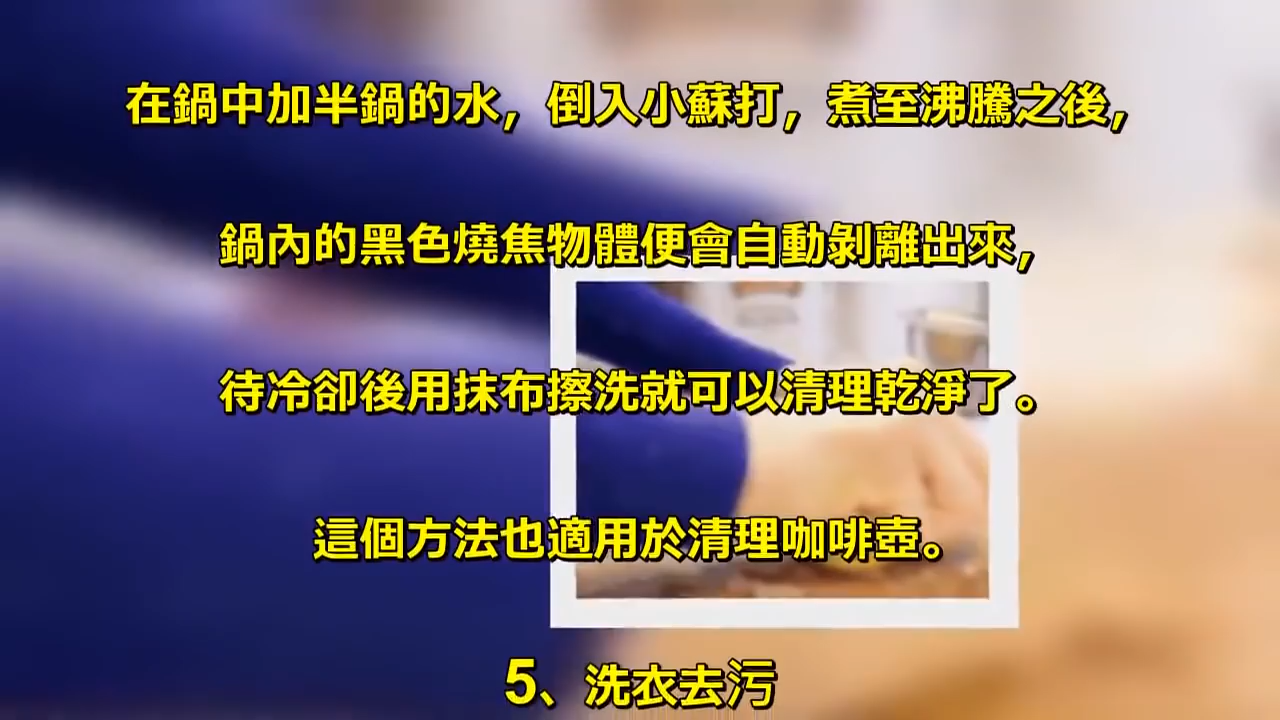 在鍋中加半鍋的水，倒入小蘇打，煮至沸騰之後，
鍋內的黑色燒焦物體便會自動剝離出來，
待冷卻後用抹布擦洗就可以清理乾淨了。
這個方法也適用於清理咖啡壺。
5、洗衣去污